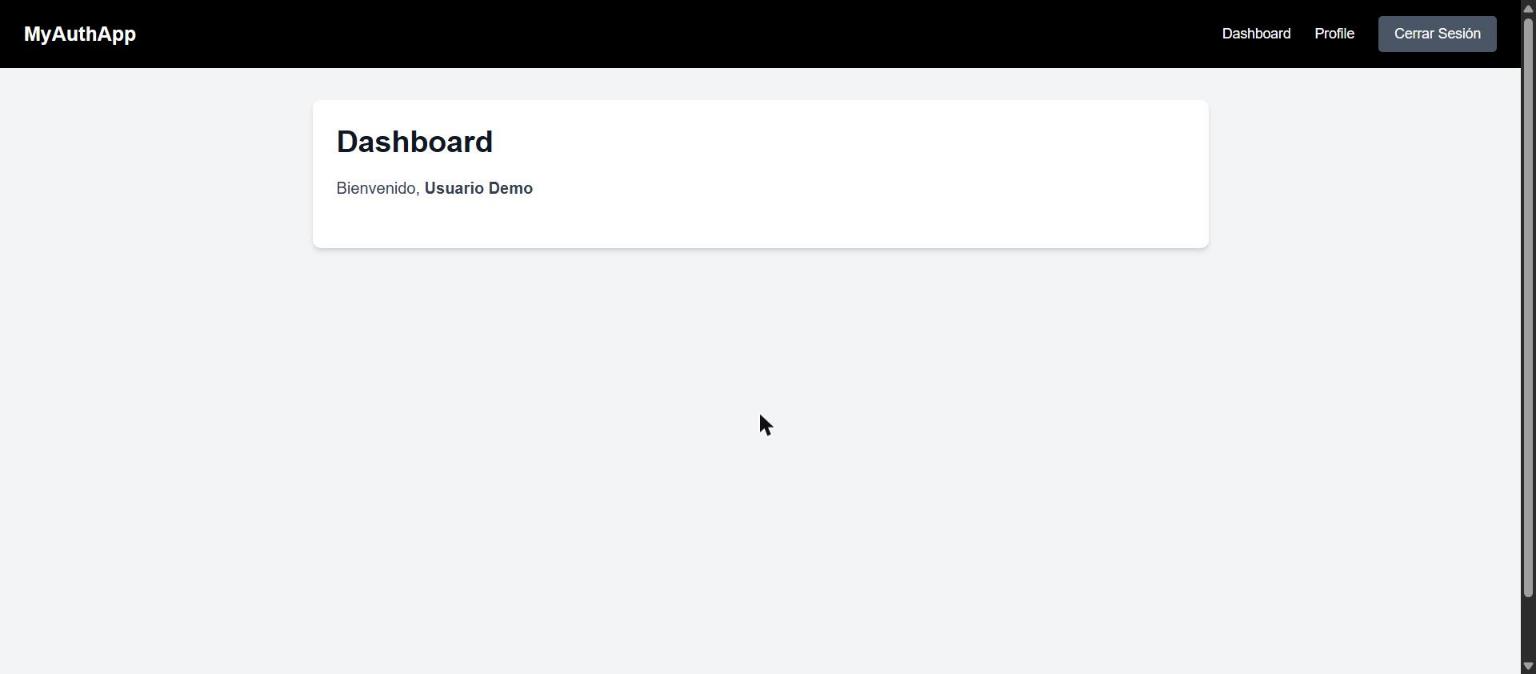 MyAuthApp
Dashboard
Profile
Cerrar Sesión
Dashboard
Bienvenido, Usuario Demo